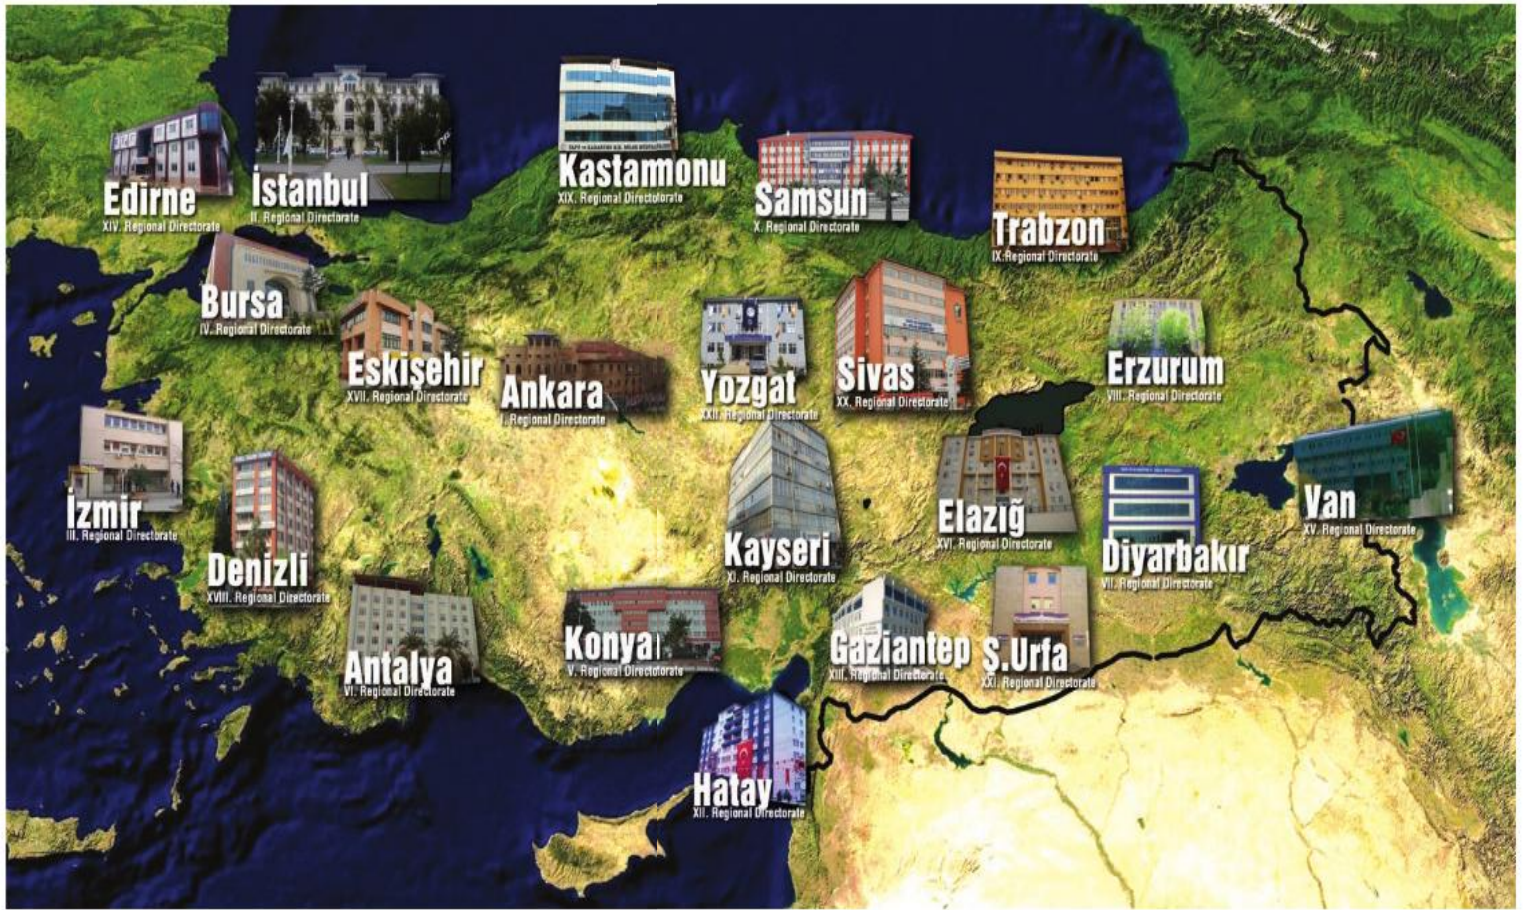 Edirne
XIV. Regional Directorate
İstanbul
II. Regional Directorate
Kastamonu
XIX. Regional Directolorate
Samsun
X. Regional Directorate
Trabzon
IX.Regional Directorate
Bursa
IV. Regional Directorate
Eskişehir
XVII. Regional Directorate
Ankara
I. Regional Directorate
Yozgat
XXII. Regional Directorate
Sivas
XX. Regional Directorate
Erzurum
VIII. Regional Directorate
İzmir
III. Regional Directorate
Denizli
XVIII. Regional Directorate
Kayseri
XI. Regional Directorate
Elazığ
XVI. Regional Directorate
Diyarbakır
VII. Regional Directorate
Van
XV. Regional Directorate
Antalya
VI. Regional Directorate
Konya
V. Regional Directolorate
Gaziantep
XIII. Regional Directorate
Ş.Urfa
XXI. Regional Directorate
Hatay
XII. Regional Directorate